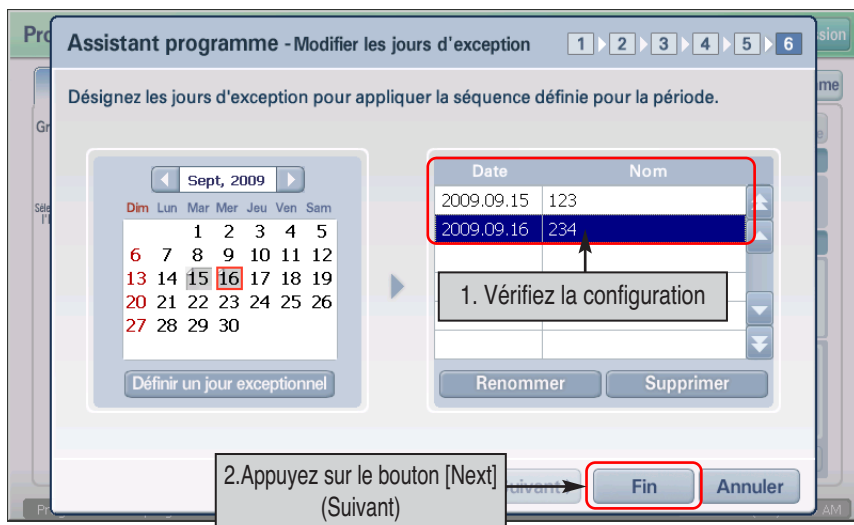 Assistant programme - Modifier les jours d'exception 1 2 3 4 5 6
Désignez les jours d'exception pour appliquer la séquence définie pour la période.
Sept, 2009
Dim Lun Mar Mer Jeu Ven Sam
1 2 3 4 5
6 7 8 9 10 11 12
13 14 15 16 17 18 19
20 21 22 23 24 25 26
27 28 29 30
Définir un jour exceptionnel
Date Nom
2009.09.15 123
2009.09.16 234
1. Vérifiez la configuration
Renommer Supprimer
2.Appuyez sur le bouton [Next]
(Suivant)
Fin Annuler
AM